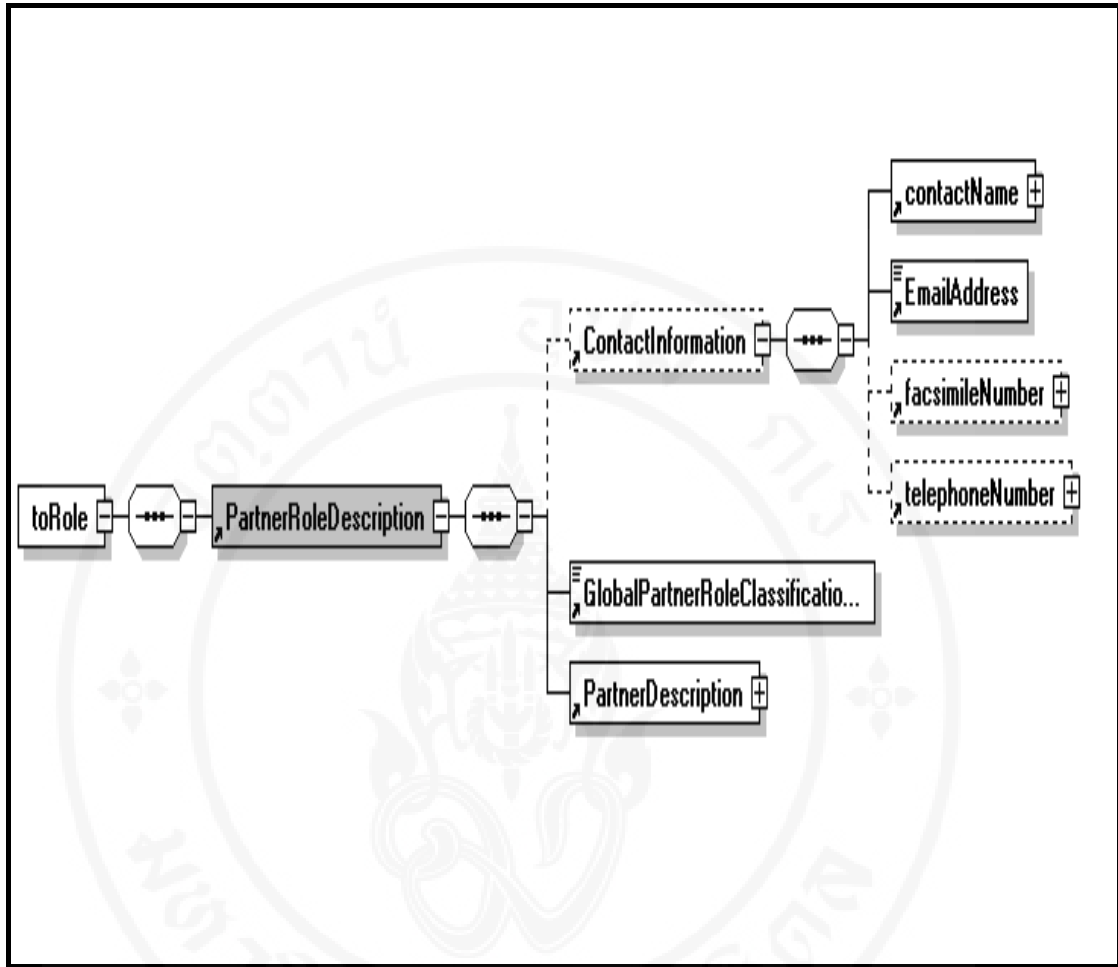 contactName
EmailAddress
ContactInformation
facsimileNumber
telephoneNumber
toRole
PartnerRoleDescription
GlobalPartnerRoleClassificatio...
PartnerDescription